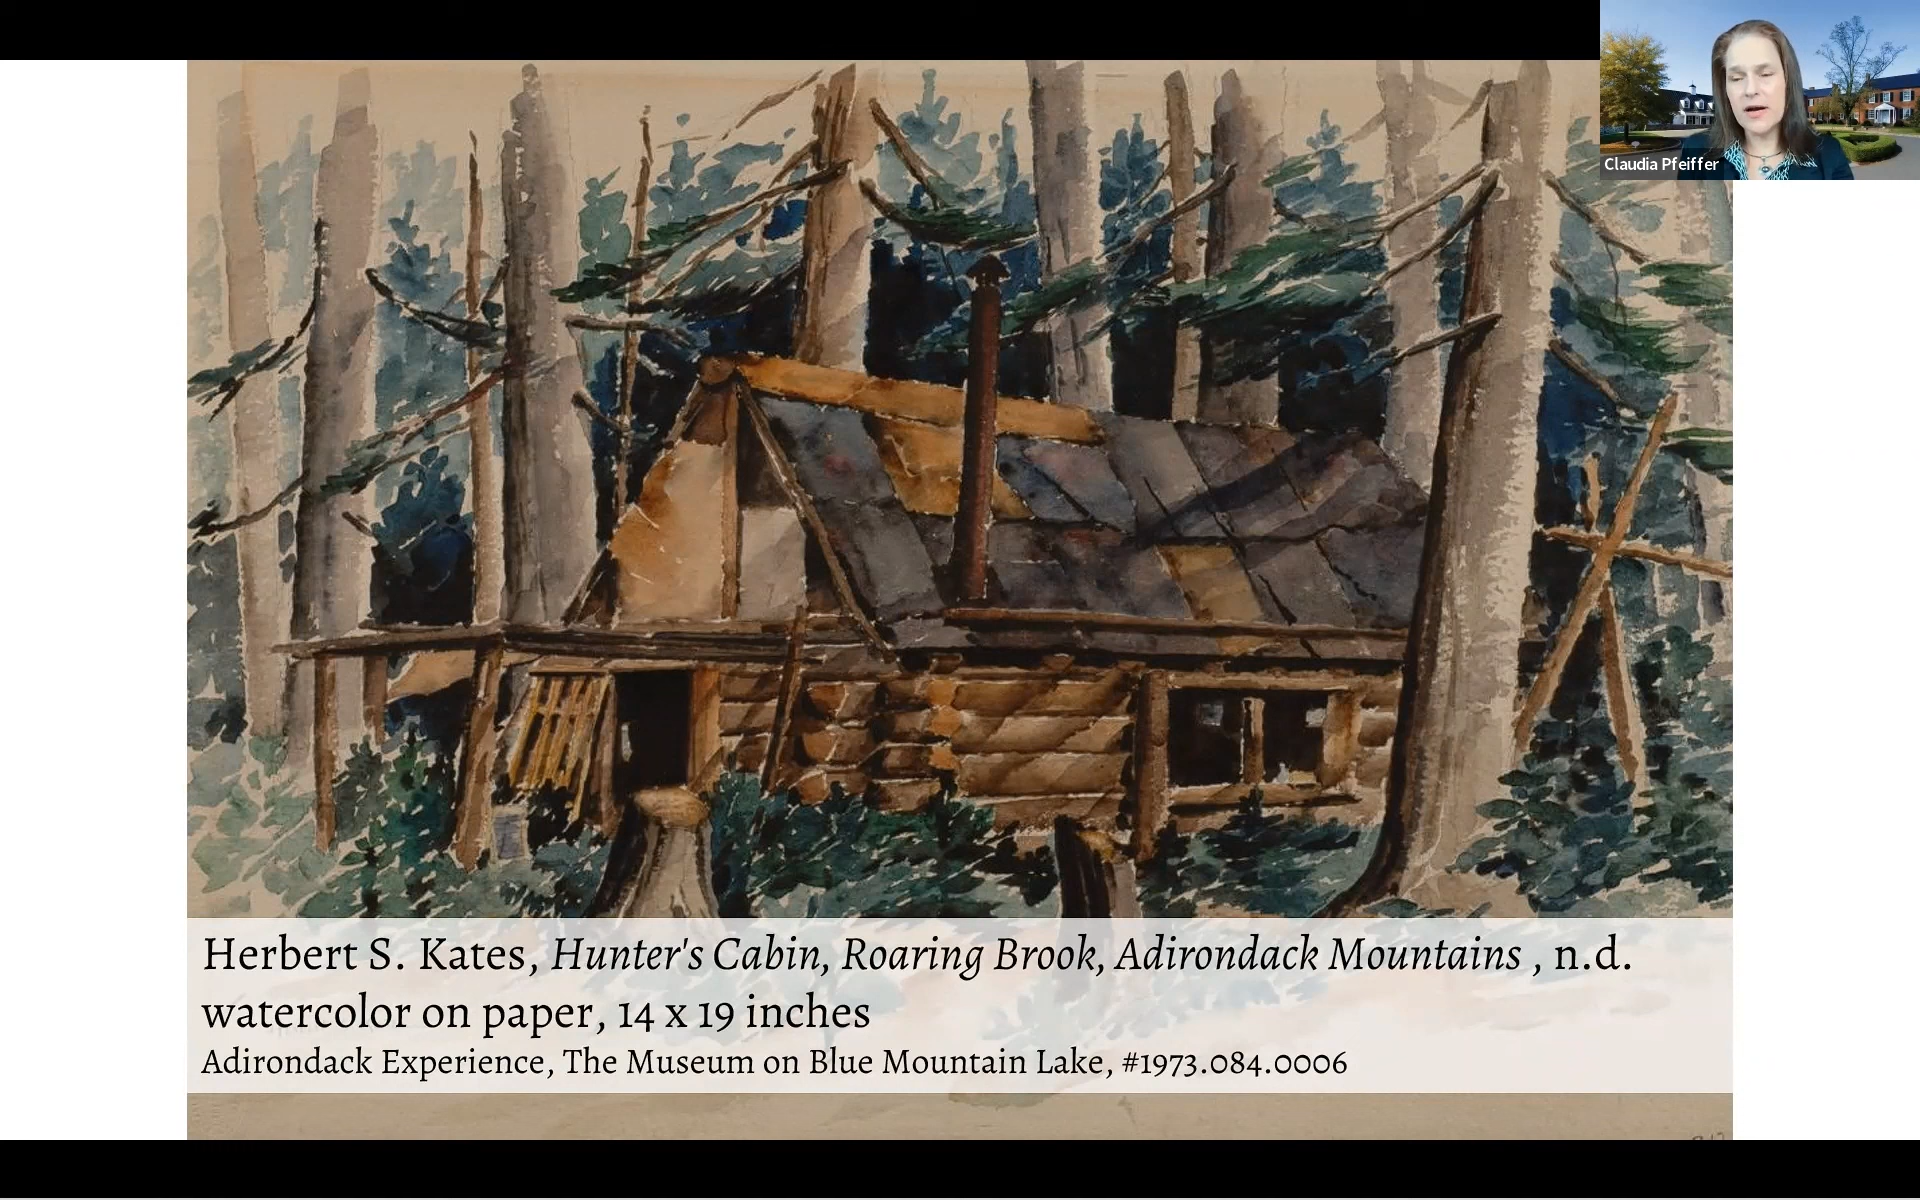 Claudia Pfeiffer
Herbert S. Kates, Hunter's Cabin, Roaring Brook, Adirondack Mountains , n.d.
watercolor on paper, 14 x 19 inches
Adirondack Experience, The Museum on Blue Mountain Lake, #1973.084.0006